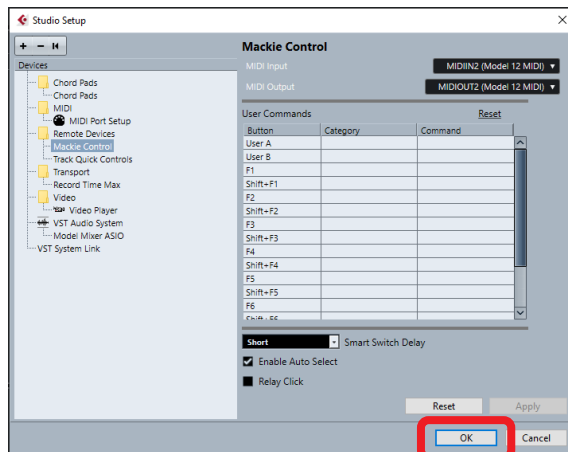 Studio Setup
Devices
Chord Pads
Chord Pads
MIDI
MIDI Port Setup
Remote Devices
Mackie Control
Track Quick Controls
Transport
Record Time Max
Video
Video Player
VST Audio System
Model Mixer ASIO
VST System Link
Mackie Control
MIDI Input MIDIIN2 (Model 12 MIDI)
MIDI Output MIDIOUT2 (Model 12 MIDI)
User Commands Reset
Button Category Command
User A
User B
F1
Shift+F1
F2
Shift+F2
F3
Shift+F3
F4
Shift+F4
F5
Shift+F5
F6
Shift+F6
Short Smart Switch Delay
Enable Auto Select
Relay Click
Reset Apply
OK Cancel